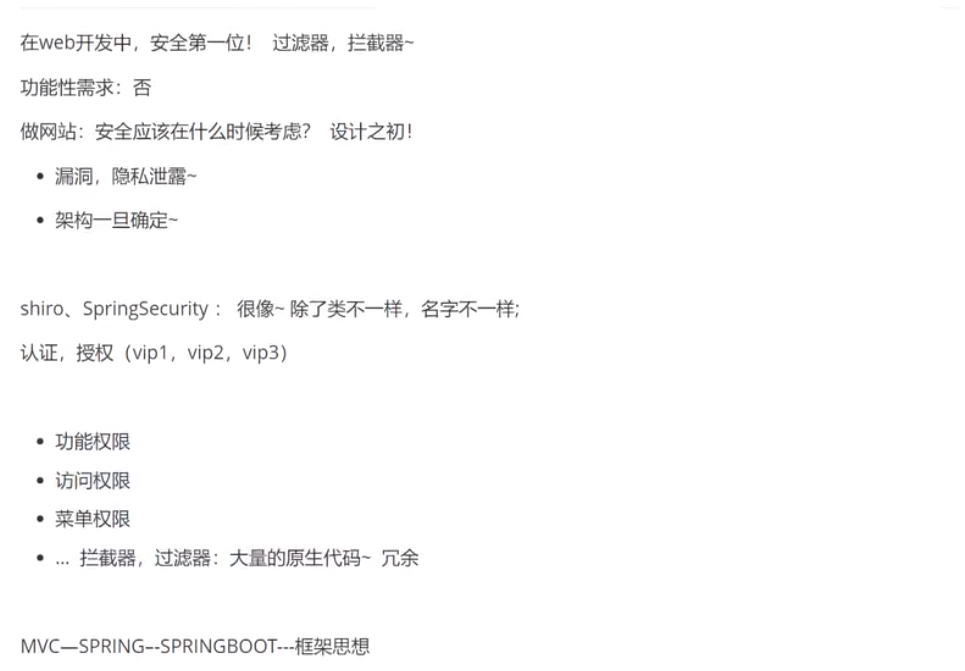 在web开发中，安全第一位！ 过滤器，拦截器~
功能性需求：否
做网站：安全应该在什么时候考虑？ 设计之初！
• 漏洞，隐私泄露~
• 架构一旦确定~
shiro、SpringSecurity： 很像~ 除了类不一样，名字不一样;
认证，授权（vip1，vip2，vip3）
• 功能权限
• 访问权限
• 菜单权限
• ... 拦截器，过滤器：大量的原生代码~ 冗余
MVC—SPRING--SPRINGBOOT---框架思想